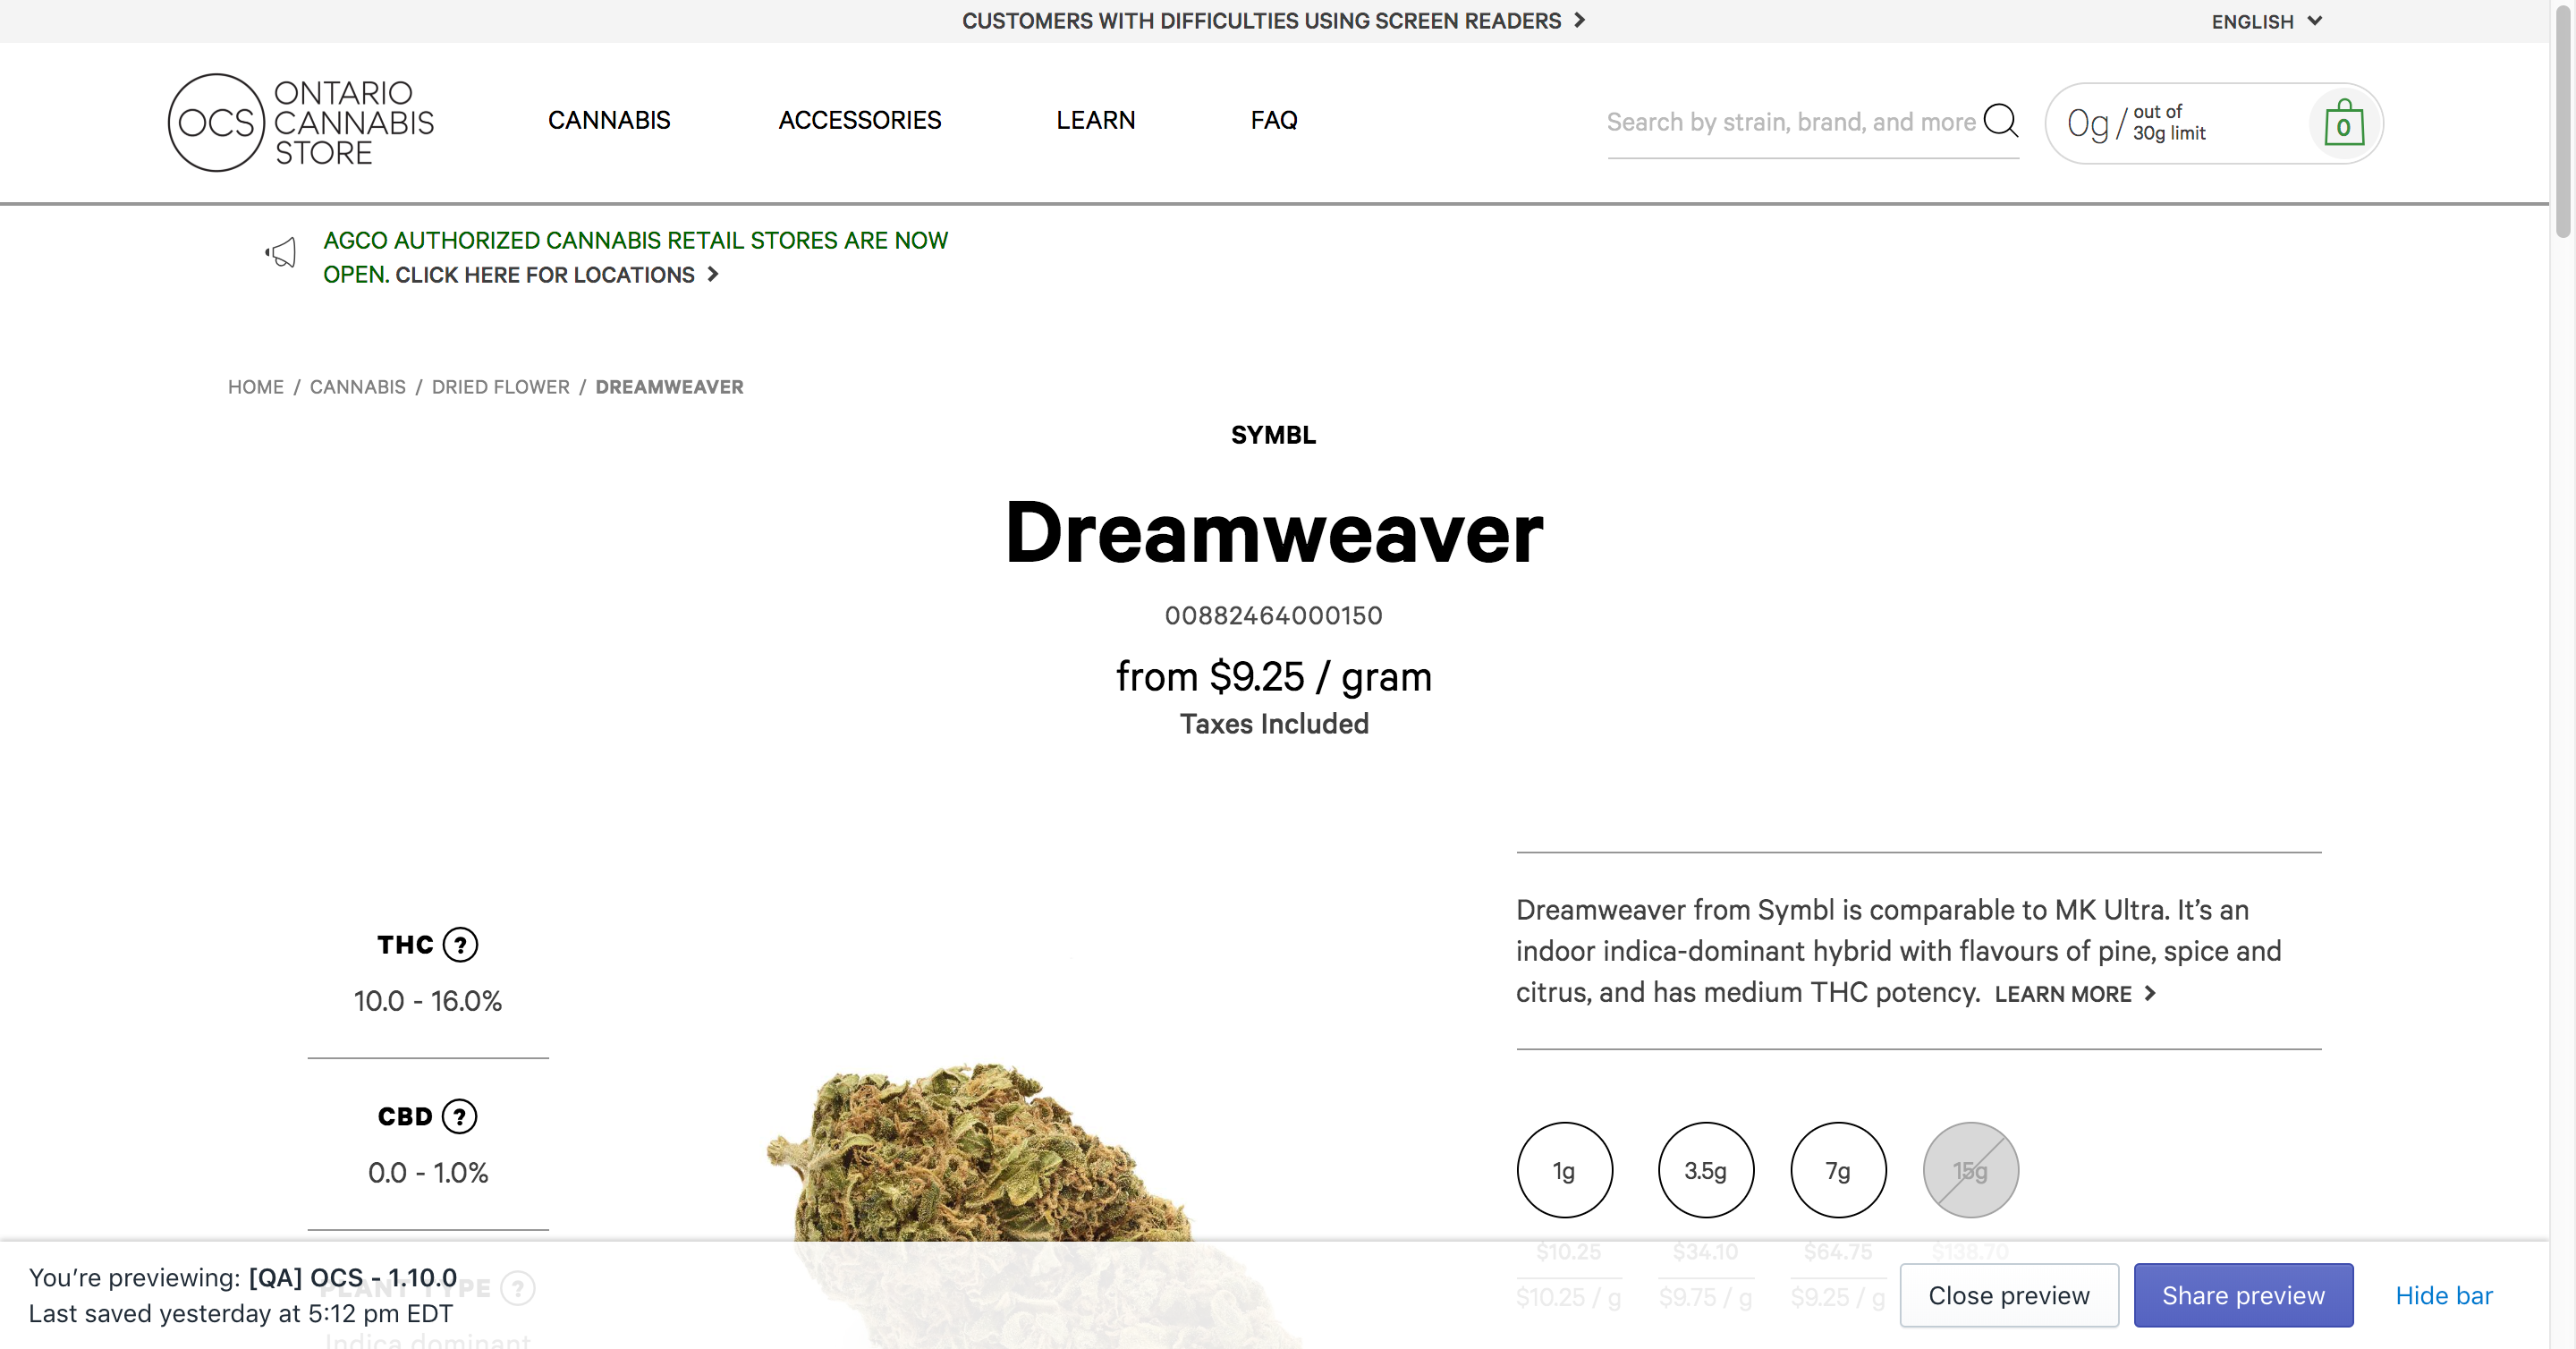 CUSTOMERS WITH DIFFICULTIES USING SCREEN READERS
ENGLISH
OCS
ONTARIO
CANNABIS
STORE
CANNABIS
ACCESSORIES
LEARN
FAQ
Search by strain, brand, and more
0g / out of
30g limit
0
AGCO AUTHORIZED CANNABIS RETAIL STORES ARE NOW
OPEN. CLICK HERE FOR LOCATIONS
HOME / CANNABIS / DRIED FLOWER / DREAMWEAVER
SYMBL
Dreamweaver
00882464000150
from $9.25 / gram
Taxes Included
THC ?
10.0 - 16.0%
CBD ?
0.0 - 1.0%
PLANT TYPE ?
Indica dominant
Dreamweaver from Symbl is comparable to MK Ultra. It’s an
indoor indica-dominant hybrid with flavours of pine, spice and
citrus, and has medium THC potency. LEARN MORE
1g
3.5g
7g
15g
$10.25
$34.10
$64.75
$138.70
$10.25 / g
$9.75 / g
$9.25 / g
You’re previewing: [QA] OCS - 1.10.0
Last saved yesterday at 5:12 pm EDT
Close preview
Share preview
Hide bar